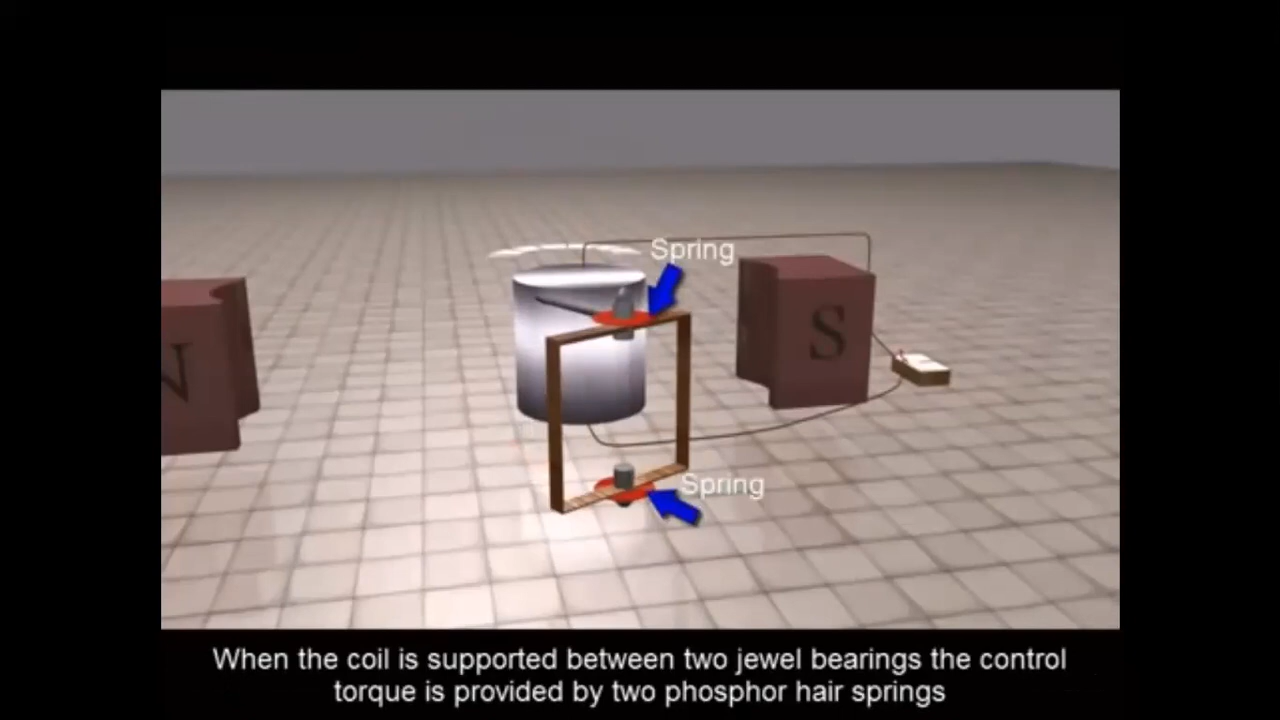 Spring
S
N
Spring
When the coil is supported between two jewel bearings the control
torque is provided by two phosphor hair springs